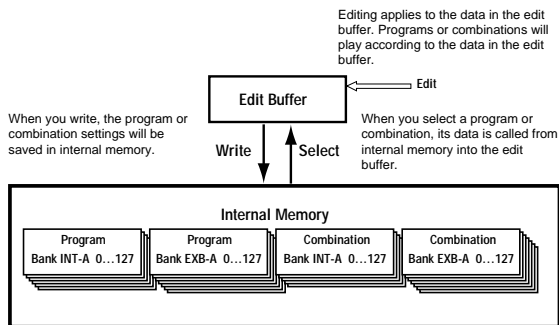 Editing applies to the data in the edit
buffer. Programs or combinations will
play according to the data in the edit
buffer.
Edit
Edit Buffer
When you write, the program or
combination settings will be
saved in internal memory.
Write
Select
When you select a program or
combination, its data is called from
internal memory into the edit
buffer.
Internal Memory
Program
Bank INT-A 0...127
Program
Bank EXB-A 0...127
Combination
Bank INT-A 0...127
Combination
Bank EXB-A 0...127